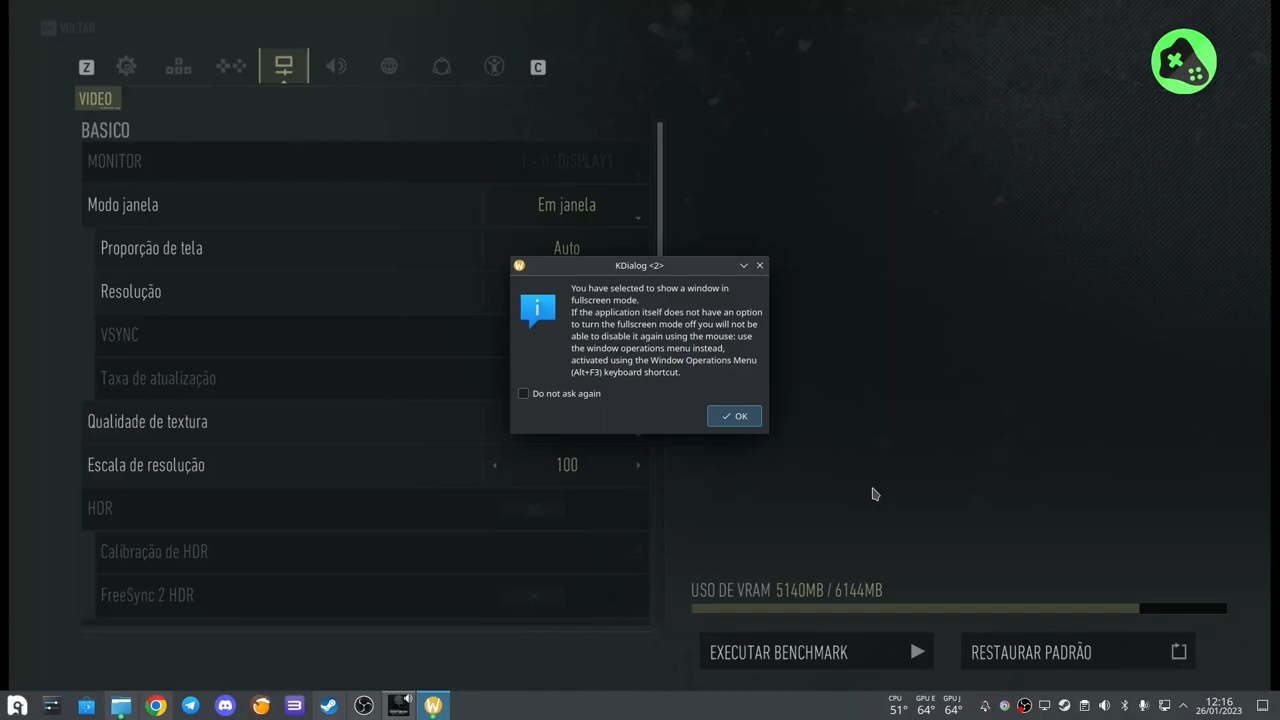 VOLTAR
Z
C
VIDEO
BASICO
MONITOR
Modo janela
Em janela
Proporção de tela
Auto
Resolução
VSYNC
Taxa de atualização
Qualidade de textura
Escala de resolução
100
HDR
Calibração de HDR
FreeSync 2 HDR
KDialog <2>
You have selected to show a window in
fullscreen mode.
If the application itself does not have an option
to turn the fullscreen mode off you will not be
able to disable it again using the mouse: use
the window operations menu instead,
activated using the Window Operations Menu
(Alt+F3) keyboard shortcut.
Do not ask again
OK
USO DE VRAM 5140MB / 6144MB
EXECUTAR BENCHMARK
RESTAURAR PADRÃO
CPU GPU E GPU J
51° 64° 64°
12:16
26/01/2023